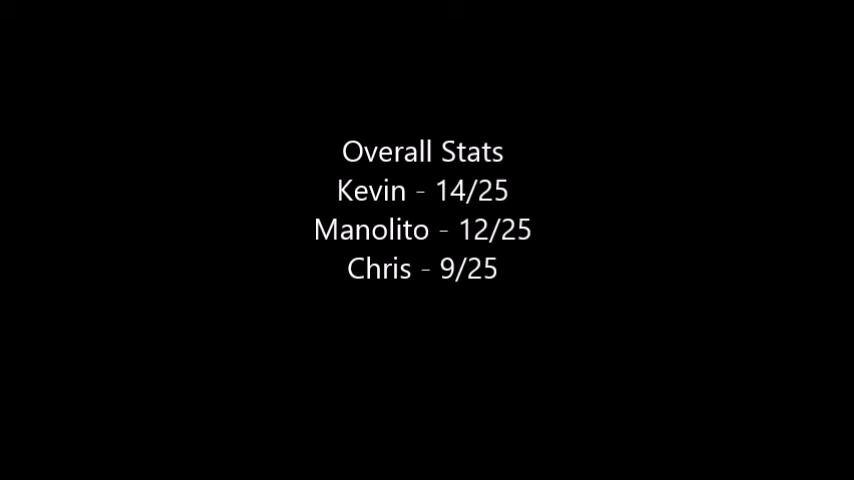 Overall Stats
Kevin - 14/25
Manolito - 12/25
Chris - 9/25